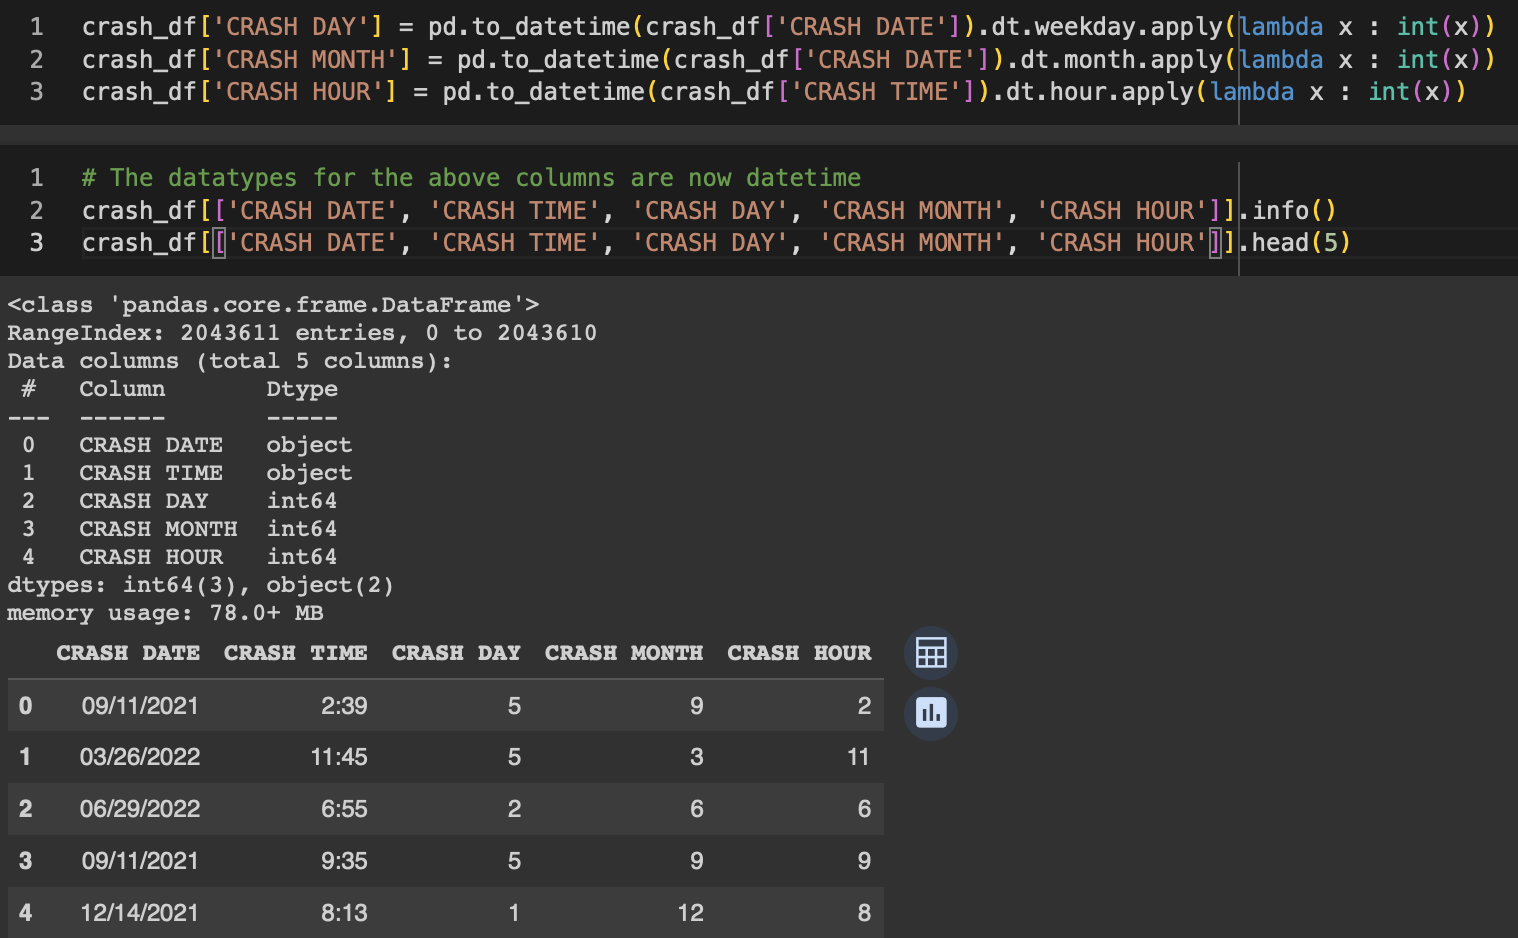 1 crash_df['CRASH DAY'] = pd.to_datetime(crash_df['CRASH DATE']).dt.weekday.apply(lambda x : int(x))
2 crash_df['CRASH MONTH'] = pd.to_datetime(crash_df['CRASH DATE']).dt.month.apply(lambda x : int(x))
3 crash_df['CRASH HOUR'] = pd.to_datetime(crash_df['CRASH TIME']).dt.hour.apply(lambda x : int(x))
1 # The datatypes for the above columns are now datetime
2 crash_df[['CRASH DATE', 'CRASH TIME', 'CRASH DAY', 'CRASH MONTH', 'CRASH HOUR']].info()
3 crash_df[['CRASH DATE', 'CRASH TIME', 'CRASH DAY', 'CRASH MONTH', 'CRASH HOUR']].head(5)
<class 'pandas.core.frame.DataFrame'>
RangeIndex: 2043611 entries, 0 to 2043610
Data columns (total 5 columns):
# Column Dtype
--- ------ -----
0 CRASH DATE object
1 CRASH TIME object
2 CRASH DAY int64
3 CRASH MONTH int64
4 CRASH HOUR int64
dtypes: int64(3), object(2)
memory usage: 78.0+ MB
CRASH DATE CRASH TIME CRASH DAY CRASH MONTH CRASH HOUR
0 09/11/2021 2:39 5 9 2
1 03/26/2022 11:45 5 3 11
2 06/29/2022 6:55 2 6 6
3 09/11/2021 9:35 5 9 9
4 12/14/2021 8:13 1 12 8